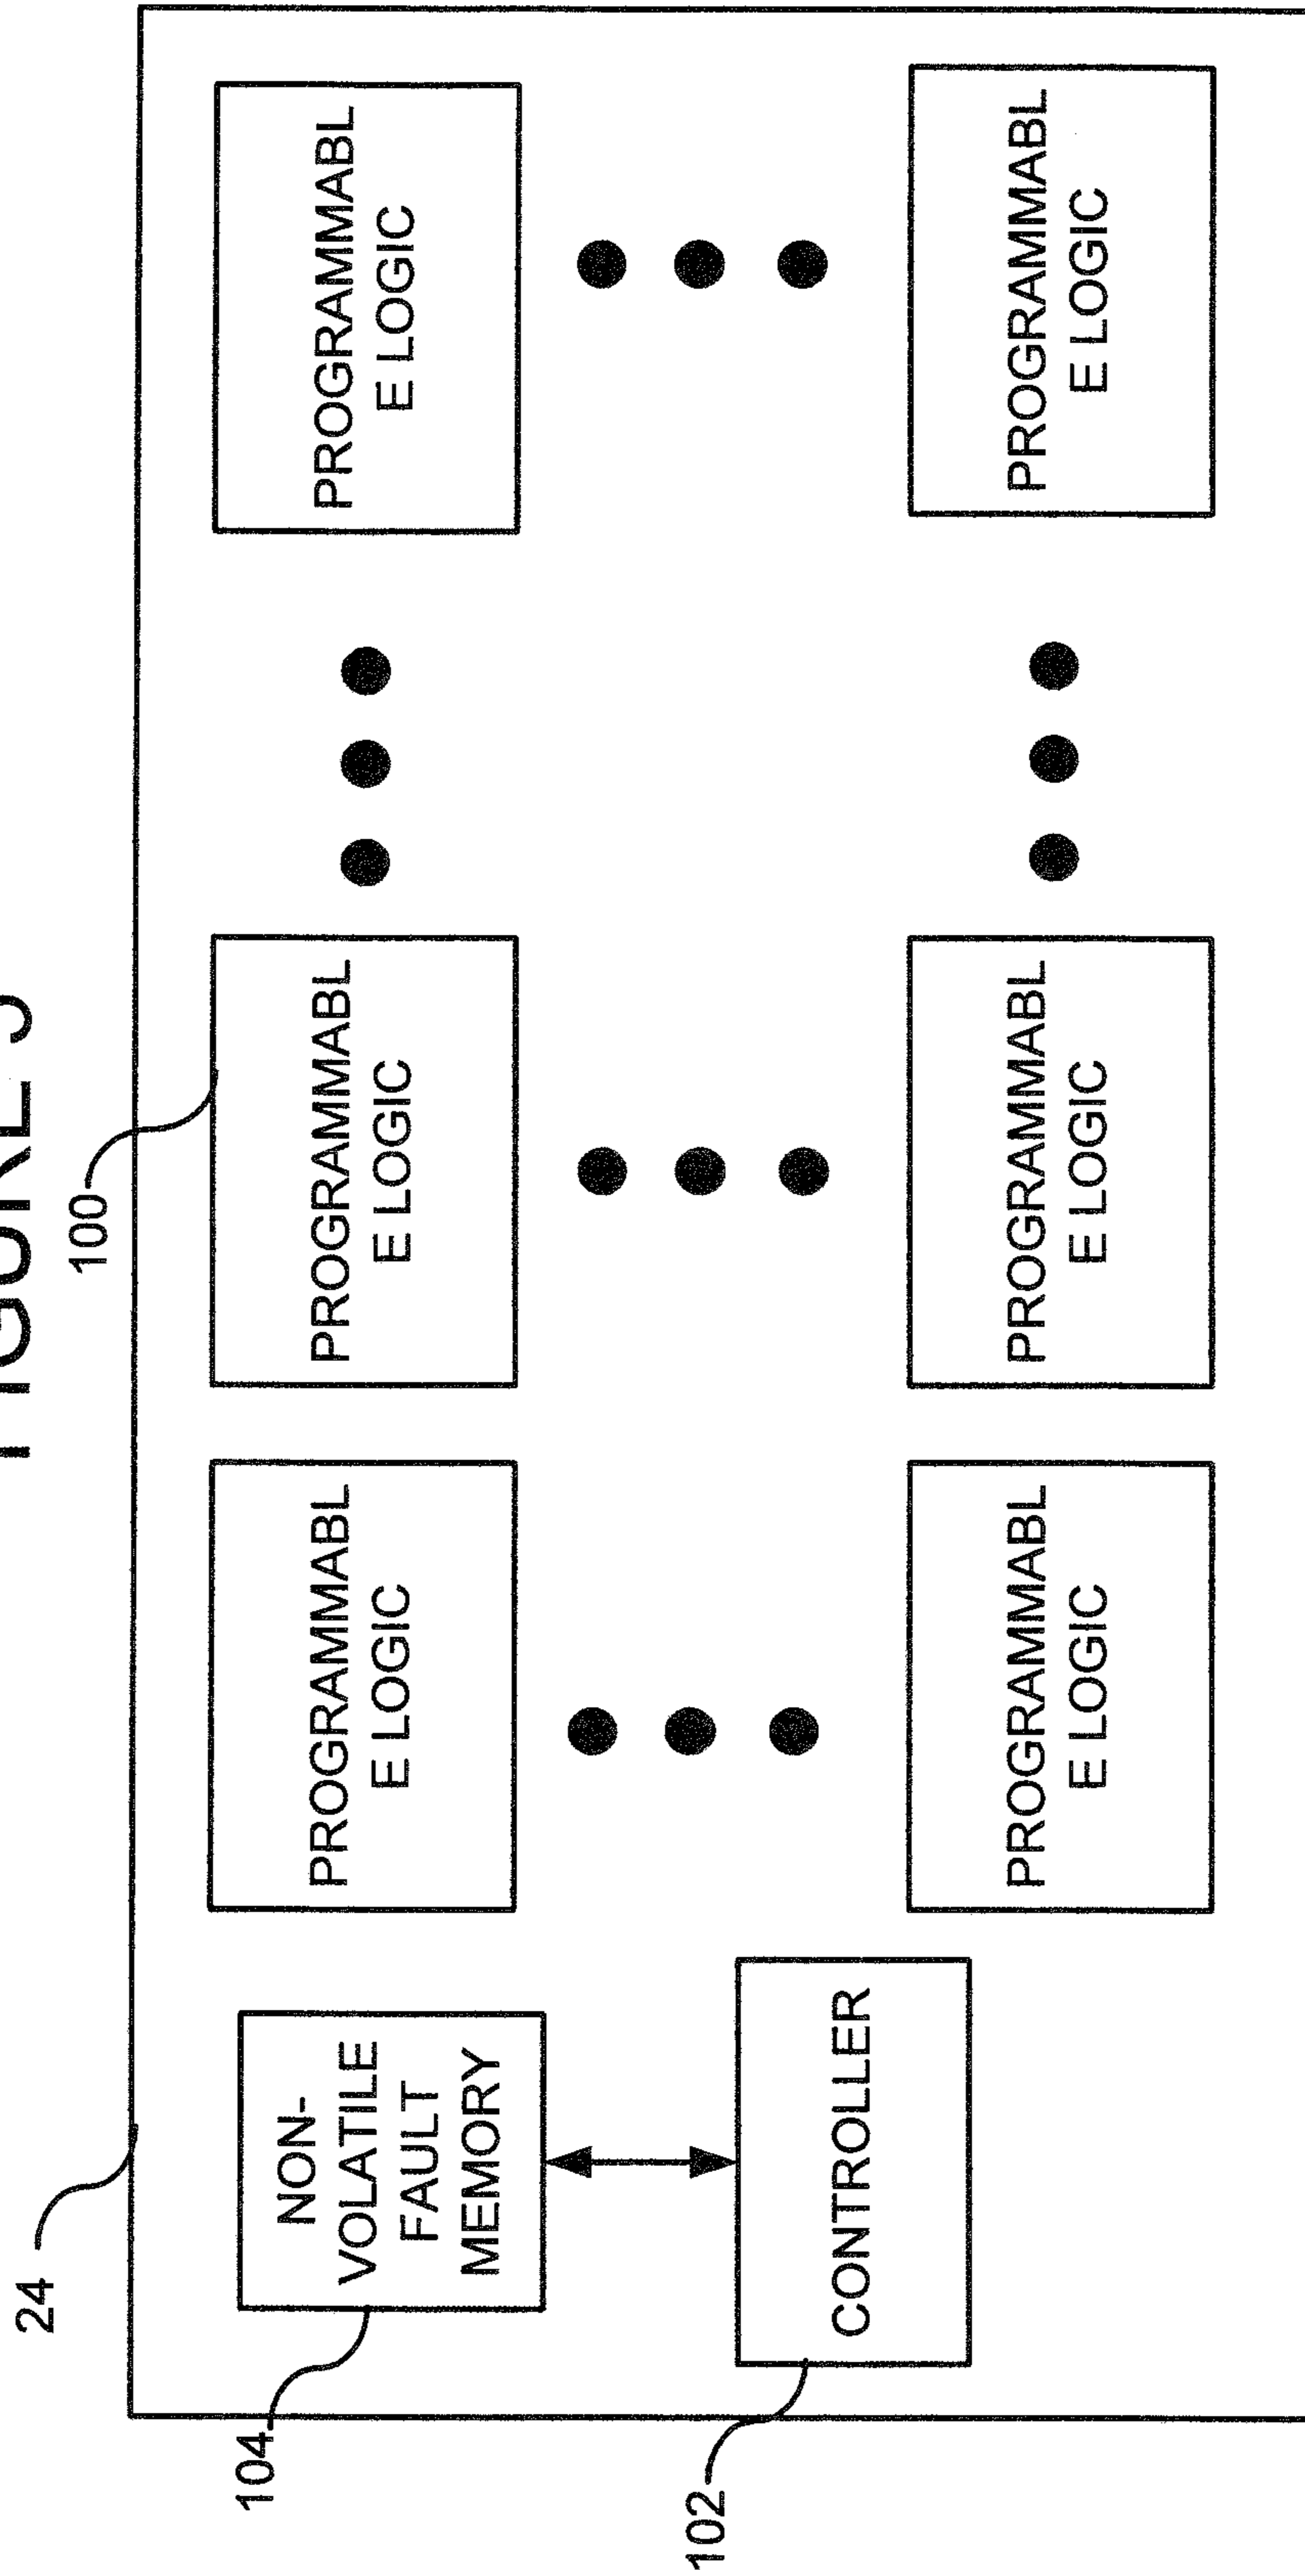 FIGURE
24
100
104
NON-
VOLATILE
FAULT
MEMORY
PROGRAMMABL
E LOGIC
PROGRAMMABL
E LOGIC
PROGRAMMABL
E LOGIC
102
CONTROLLER
PROGRAMMABL
E LOGIC
PROGRAMMABL
E LOGIC
PROGRAMMABL
E LOGIC